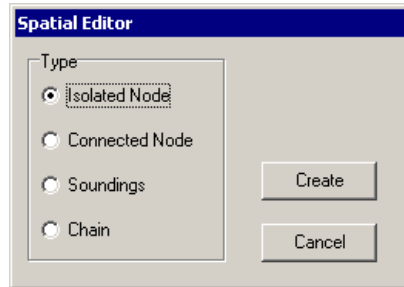 Spatial Editor
Type
Isolated Node
Connected Node
Soundings
Chain
Create
Cancel